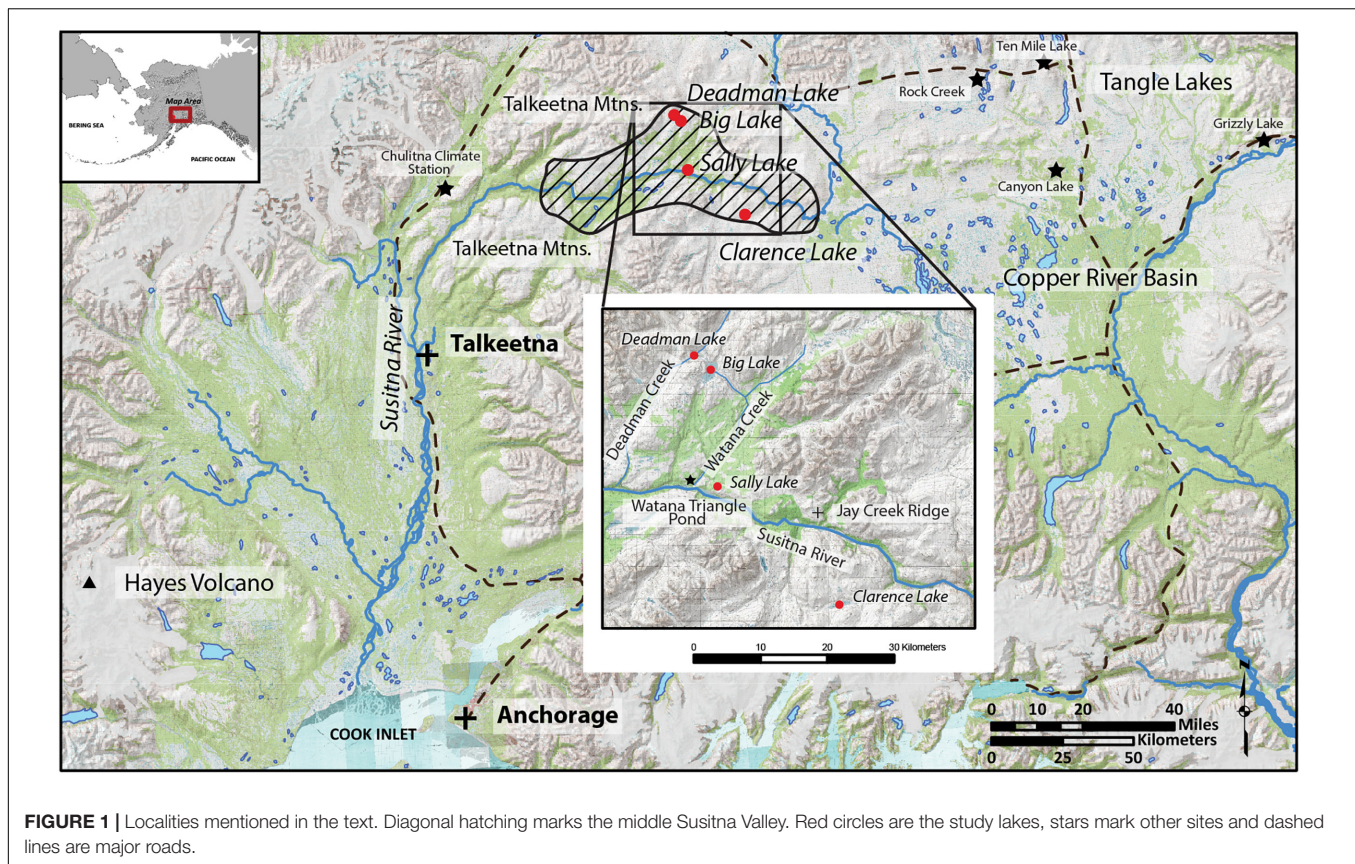 Map Area
BERING SEA
PACIFIC OCEAN
Talkeetna Mtns.
Deadman Lake
Big Lake
Sally Lake
Clarence Lake
Chulitna Climate
Station
Talkeetna Mtns.
Ten Mile Lake
Rock Creek
Tangle Lakes
Grizzly Lake
Canyon Lake
Copper River Basin
Susitna River
Talkeetna
Hayes Volcano
Anchorage
COOK INLET
Deadman Lake
Big Lake
Deadman Creek
Watana Creek
Sally Lake
Watana Triangle
Pond
Jay Creek Ridge
Susitna River
Clarence Lake
0 10 20 30 Kilometers
0 10 20 40
Miles
Kilometers
0 25 50
FIGURE 1 | Localities mentioned in the text. Diagonal hatching marks the middle Susitna Valley. Red circles are the study lakes, stars mark other sites and dashed
lines are major roads.